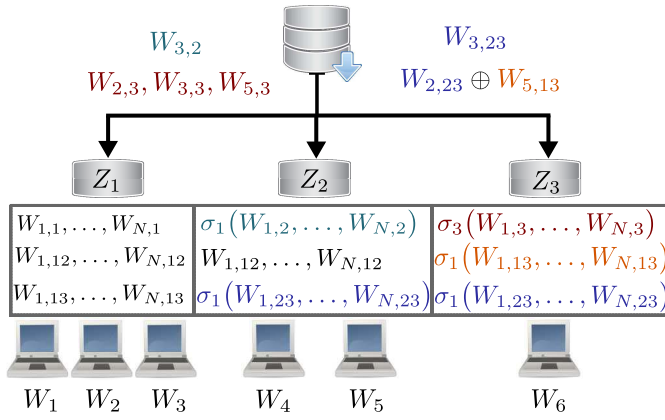 W_{3,2}
W_{2,3}, W_{3,3}, W_{5,3}
W_{3,23}
W_{2,23} ⊕ W_{5,13}
Z_1
Z_2
Z_3
W_{1,1}, . . . , W_{N,1}
W_{1,12}, . . . , W_{N,12}
W_{1,13}, . . . , W_{N,13}
σ_1(W_{1,2}, . . . , W_{N,2})
W_{1,12}, . . . , W_{N,12}
σ_1(W_{1,23}, . . . , W_{N,23})
σ_3(W_{1,3}, . . . , W_{N,3})
σ_1(W_{1,13}, . . . , W_{N,13})
σ_1(W_{1,23}, . . . , W_{N,23})
W_1 W_2 W_3 W_4 W_5 W_6